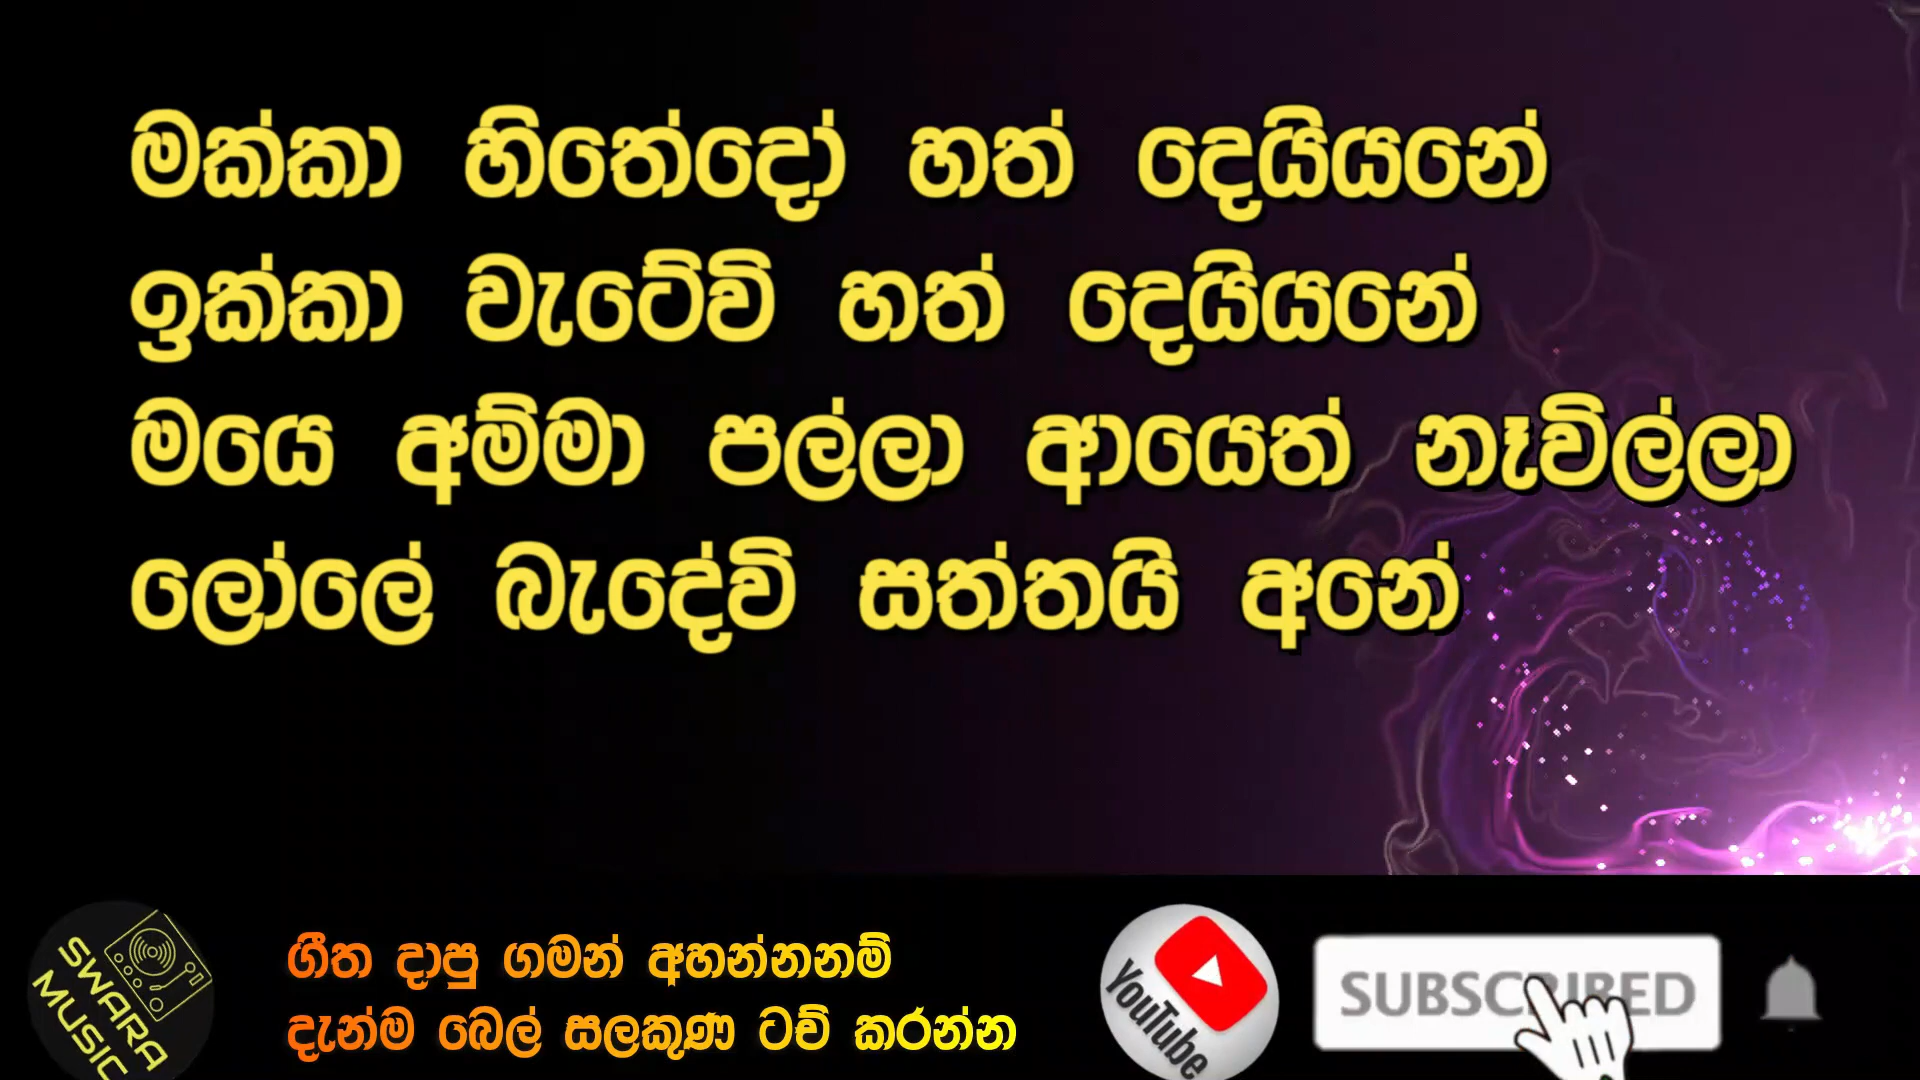 මක්කා හිතේදෝ හත් දෙයියනේ
ඉක්කා වැටේවි හත් දෙයියනේ
මයෙ අම්මා පල්ලා ආයෙත් නෑවිල්ලා
ලෝලේ බැදේවි සත්තයි අනේ
SWARA
MUSIC
ගීත දාපු ගමන් අහන්නනම්
දැන්ම බෙල් සලකුණ ටච් කරන්න
YouTube
SUBSCRIBED